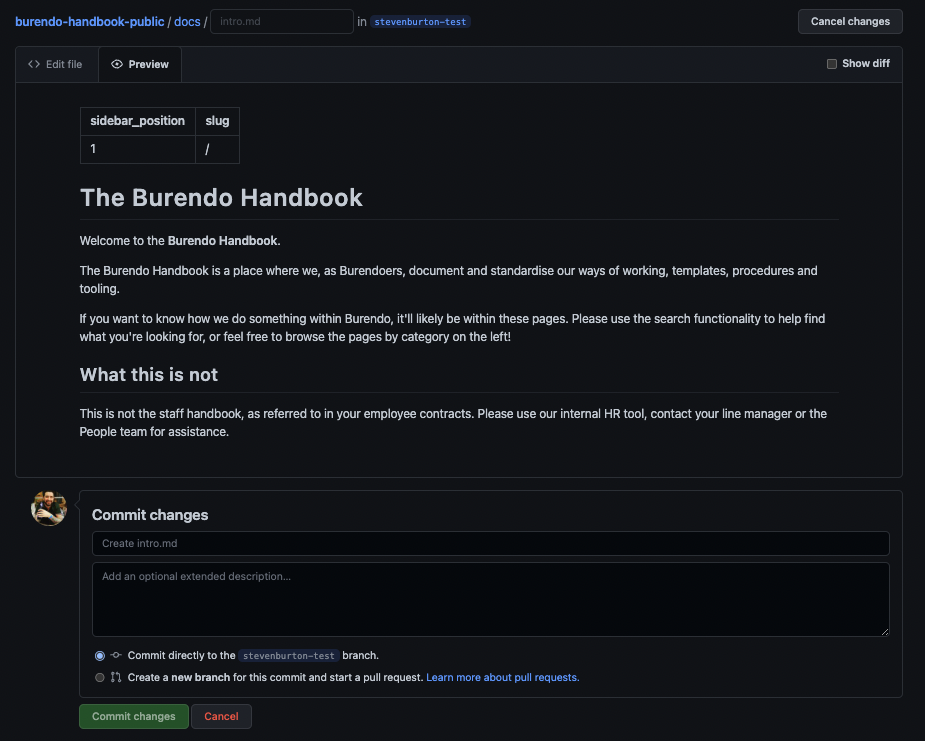 burendo-handbook-public / docs / intro.md in stevenburton-test
Cancel changes
Edit file
Preview
Show diff
sidebar_position slug
1 /
The Burendo Handbook
Welcome to the Burendo Handbook.
The Burendo Handbook is a place where we, as Burendoers, document and standardise our ways of working, templates, procedures and
tooling.
If you want to know how we do something within Burendo, it'll likely be within these pages. Please use the search functionality to help find
what you're looking for, or feel free to browse the pages by category on the left!
What this is not
This is not the staff handbook, as referred to in your employee contracts. Please use our internal HR tool, contact your line manager or the
People team for assistance.
Commit changes
Create intro.md
Add an optional extended description...
Commit directly to the stevenburton-test branch.
Create a new branch for this commit and start a pull request. Learn more about pull requests.
Commit changes
Cancel